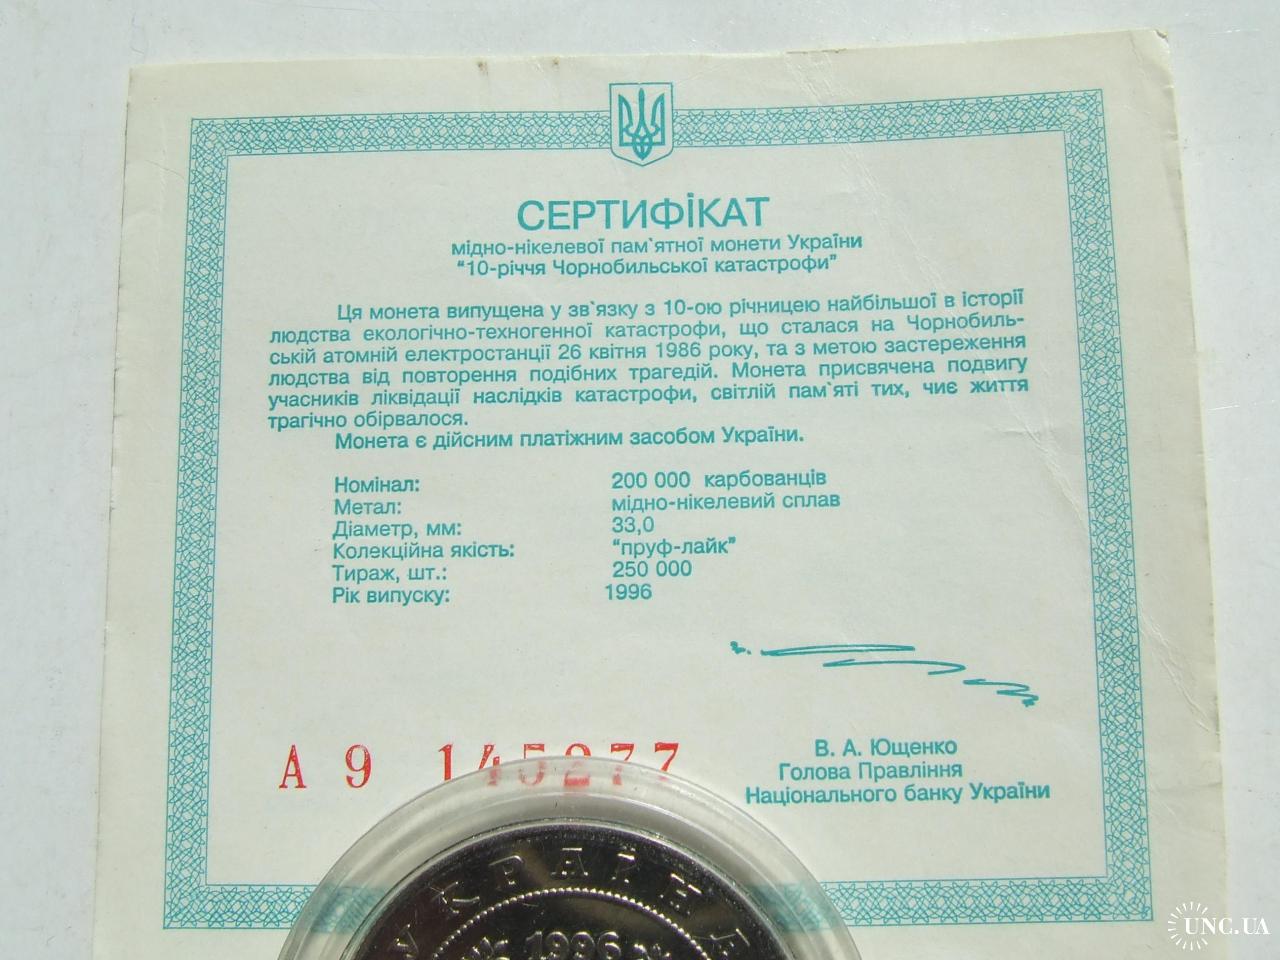 СЕРТИФІКАТ
мідно-нікелевої пам`ятної монети України
"10-річчя Чорнобильської катастрофи"
Ця монета випущена у зв`язку з 10-ою річницею найбільшої в історії
людства екологічно-техногенної катастрофи, що сталася на Чорнобиль-
ській атомній електростанції 26 квітня 1986 року, та з метою застереження
людства від повторення подібних трагедій. Монета присвячена подвигу
учасників ліквідації наслідків катастрофи, світлій пам`яті тих, чиє життя
трагічно обірвалося.
Монета є дійсним платіжним засобом України.
Номінал: 200 000 карбованців
Метал: мідно-нікелевий сплав
Діаметр, мм: 33,0
Колекційна якість: "пруф-лайк"
Тираж, шт.: 250 000
Рік випуску: 1996
В. А. Ющенко
Голова Правління
Національного банку України
А 9 145277
УКРАЇНА
1996
UNC.UA